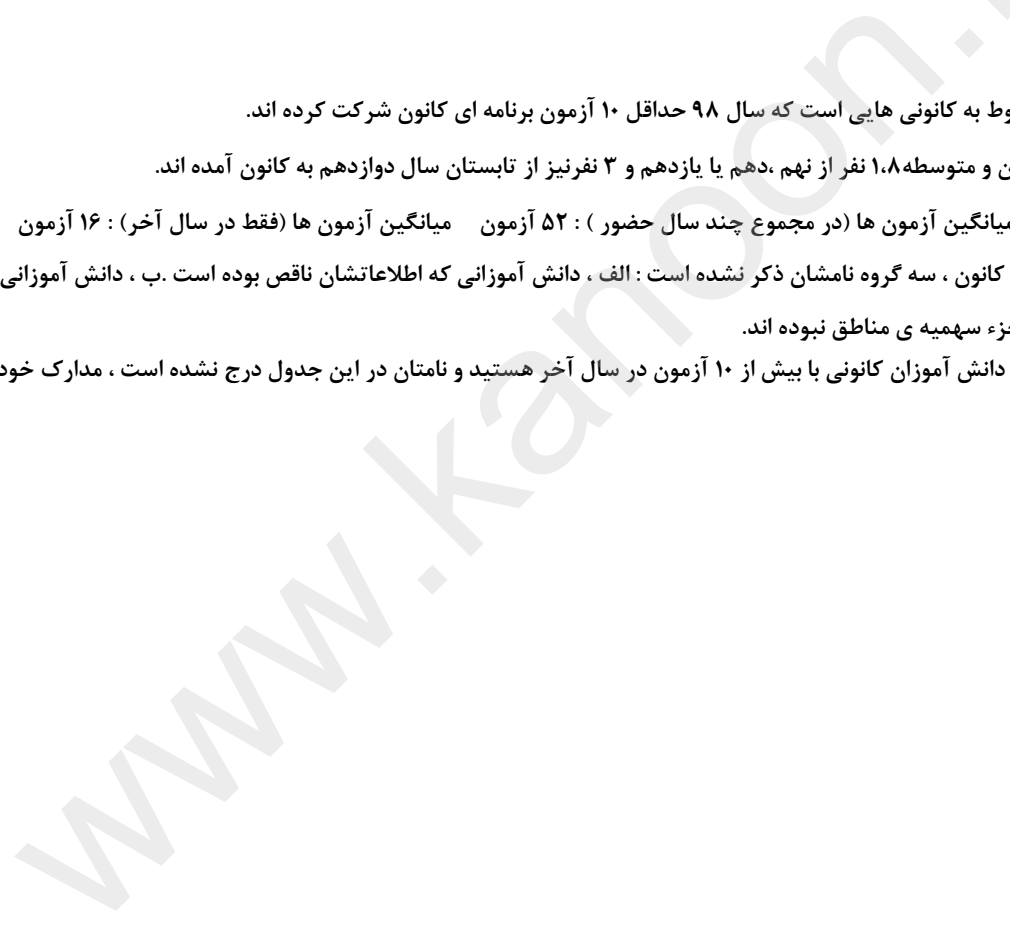 وط به کانونی هایی است که سال ۹۸ حداقل ۱۰ آزمون برنامه ای کانون شرکت کرده اند.
ن و متوسطه۱،۸ نفر از نهم ،دهم یا یازدهم و ۳ نفرنیز از تابستان سال دوازدهم به کانون آمده اند.
میانگین آزمون ها (در مجموع چند سال حضور ) : ۵۲ آزمون میانگین آزمون ها (فقط در سال آخر) : ۱۶ آزمون
کانون ، سه گروه نامشان ذکر نشده است : الف ، دانش آموزانی که اطلاعاتشان ناقص بوده است .ب ، دانش آموزانی
جزء سهمیه ی مناطق نبوده اند.
دانش آموزان کانونی با بیش از ۱۰ آزمون در سال آخر هستید و نامتان در این جدول درج نشده است ، مدارک خود
www.kanoon.